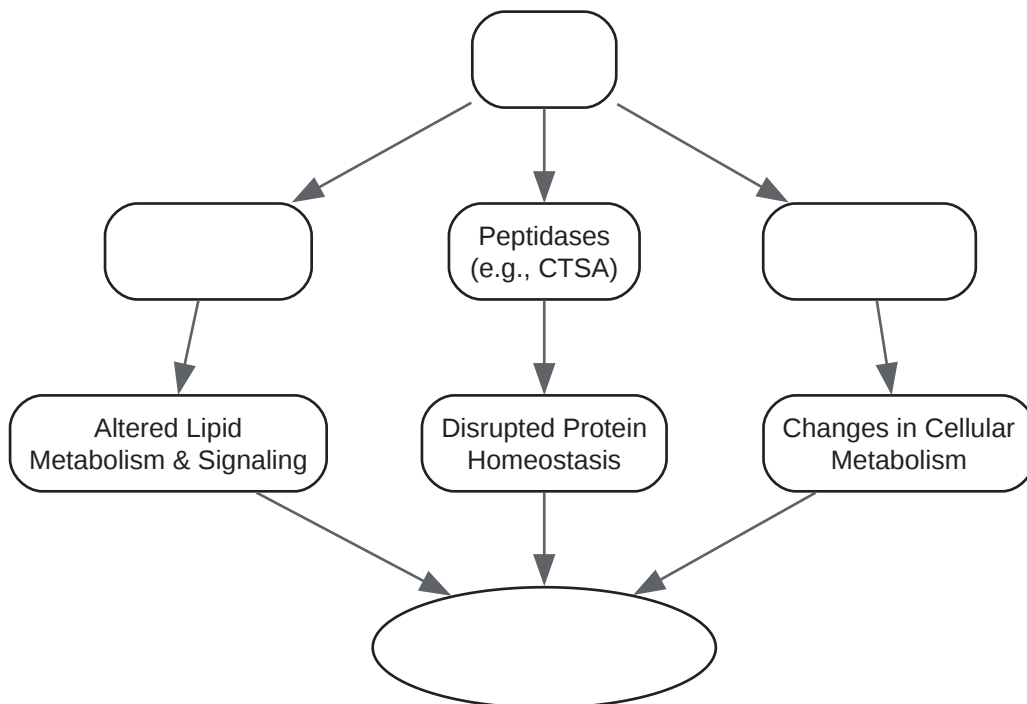 Peptidases
(e.g., CTSA)
Altered Lipid
Metabolism & Signaling
Disrupted Protein
Homeostasis
Changes in Cellular
Metabolism